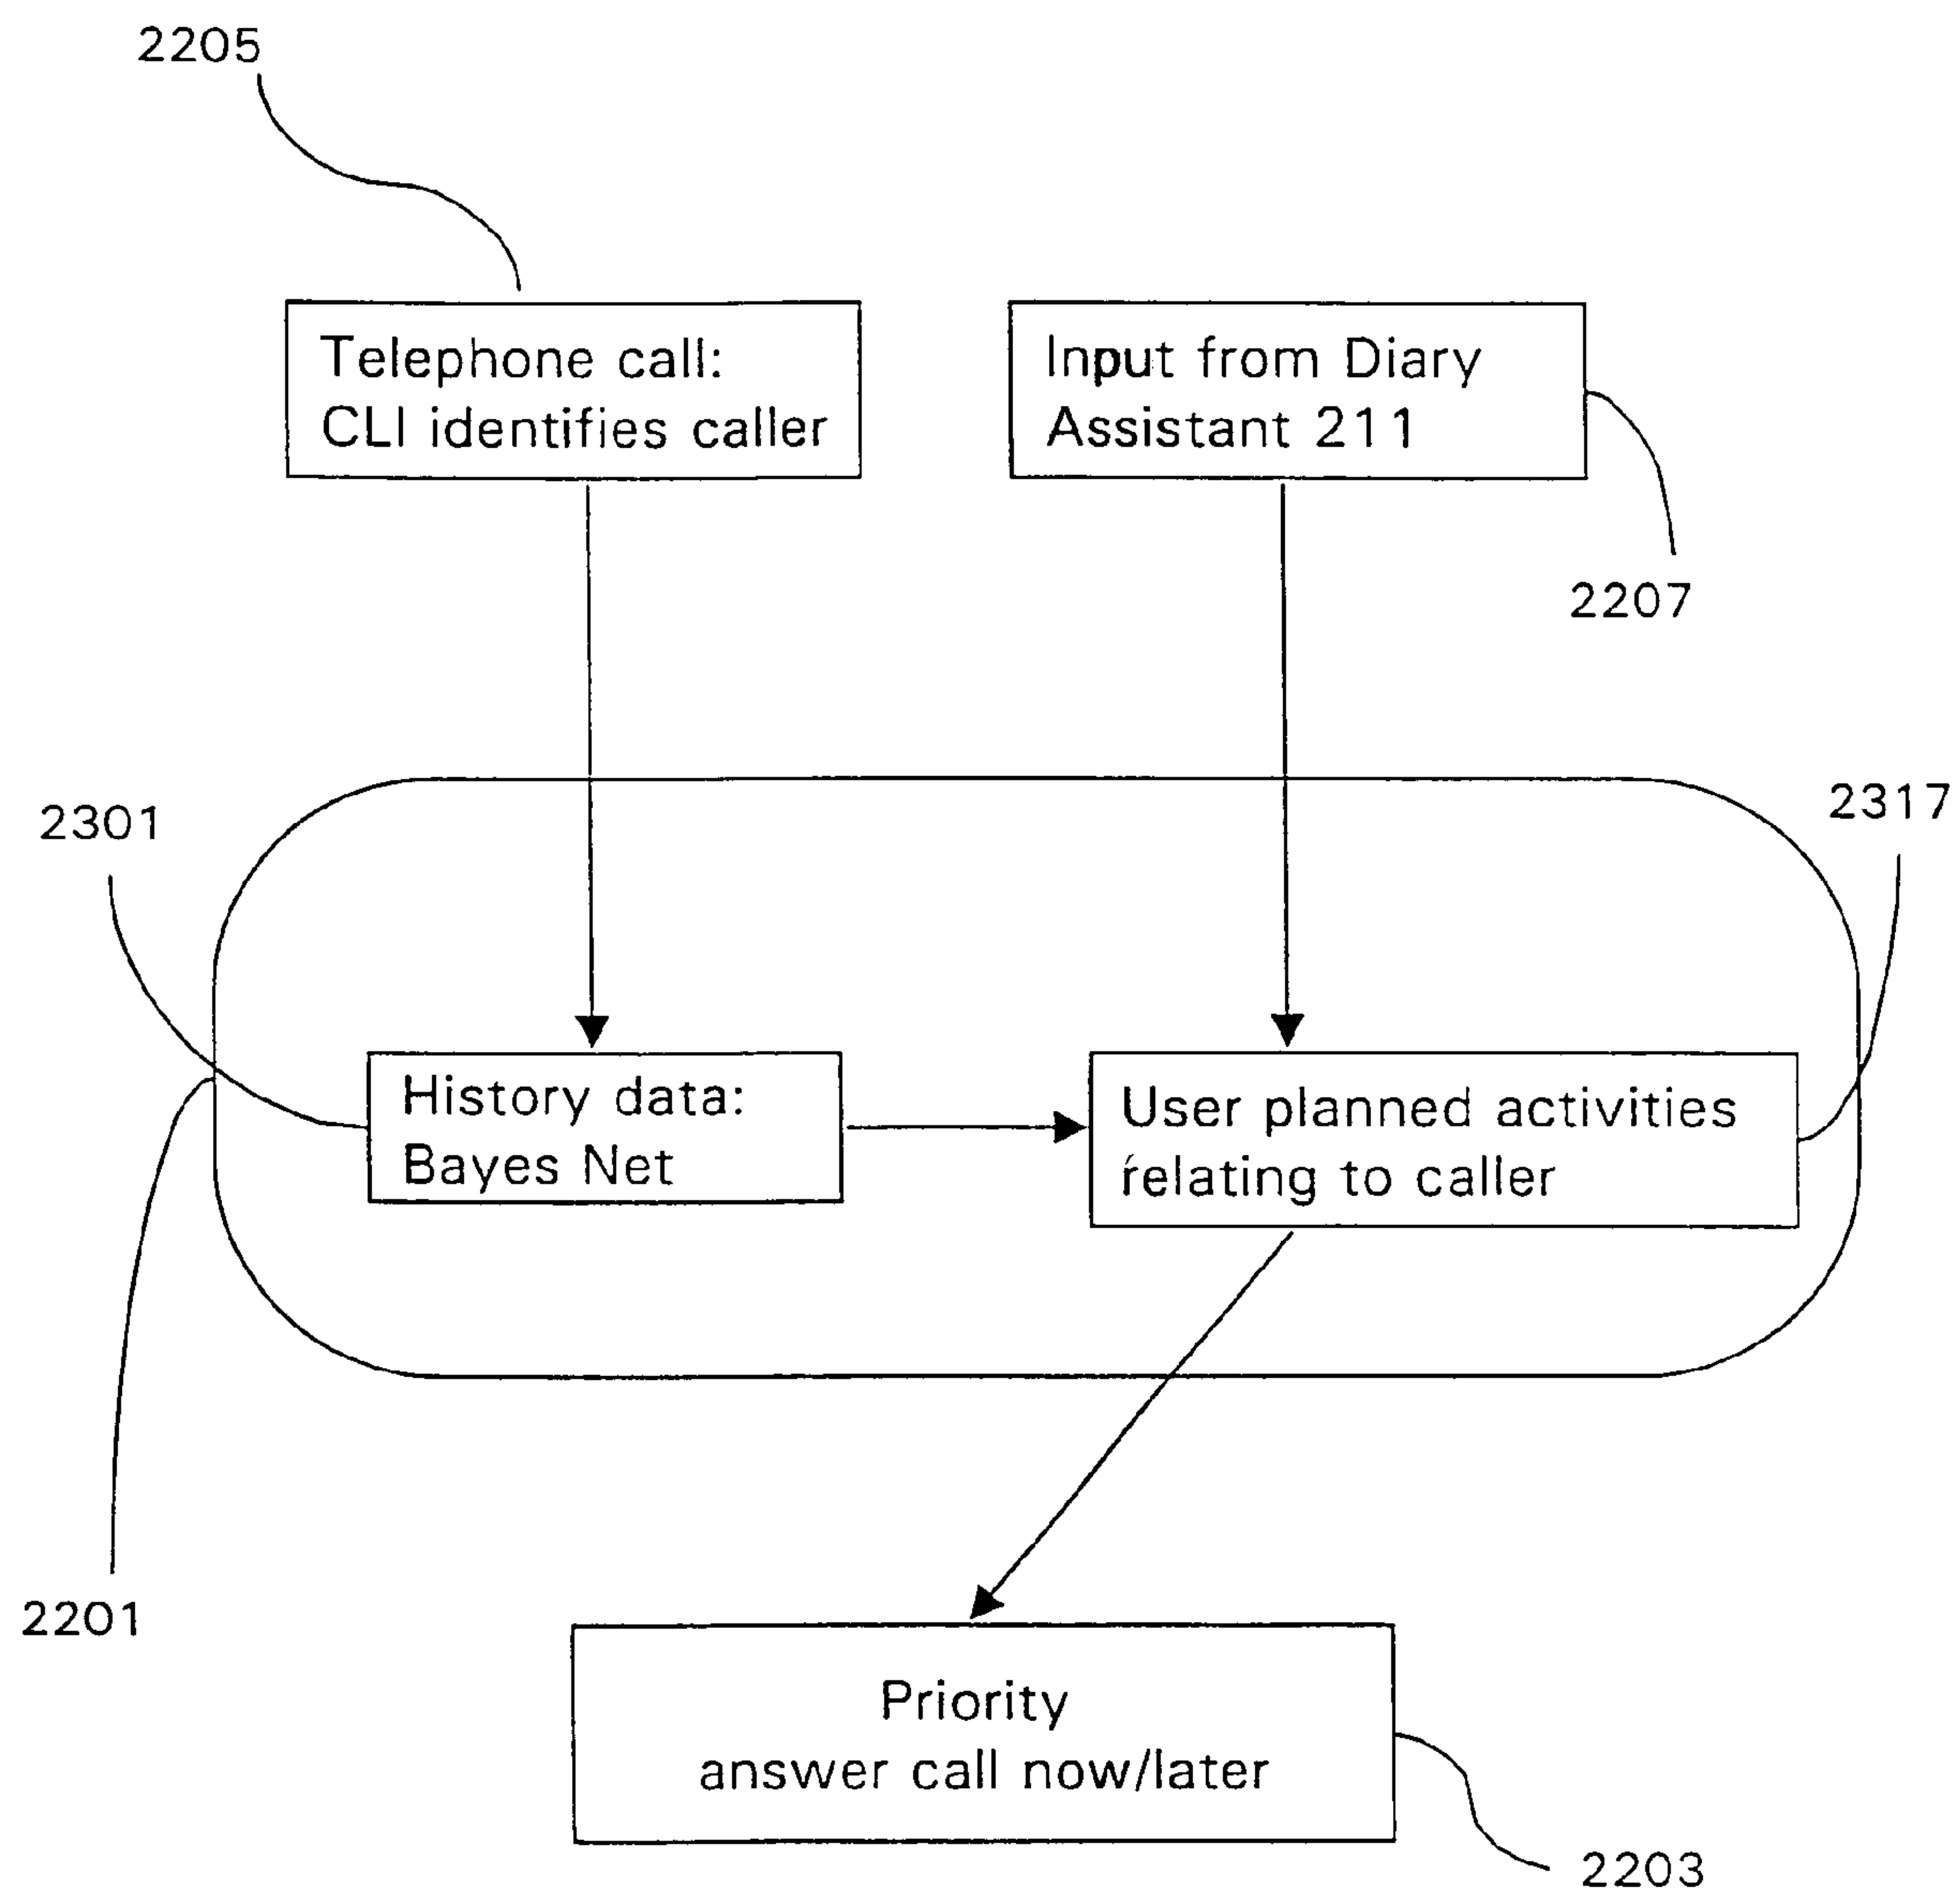 2205
Telephone call:
CLI identifies caller
Input from Diary
Assistant 211
2207
2301
2317
History data:
Bayes Net
User planned activities
relating to caller
2201
Priority
answer call now/later
2203